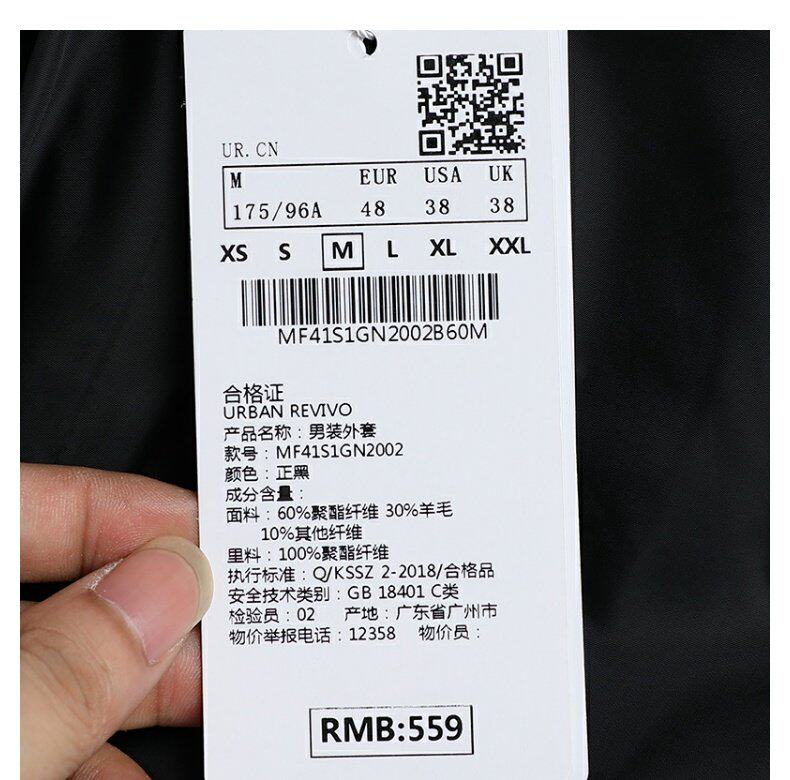 UR.CN
M EUR USA UK
175/96A 48 38 38
XS S M L XL XXL
MF41S1GN2002B60M
合格证
URBAN REVIVO
产品名称：男装外套
款号：MF41S1GN2002
颜色：正黑
成分含量：
面料：60%聚酯纤维 30%羊毛
10%其他纤维
里料：100%聚酯纤维
执行标准：Q/KSSZ 2-2018/合格品
安全技术类别：GB 18401 C类
检验员：02 产地：广东省广州市
物价举报电话：12358 物价员：
RMB:559